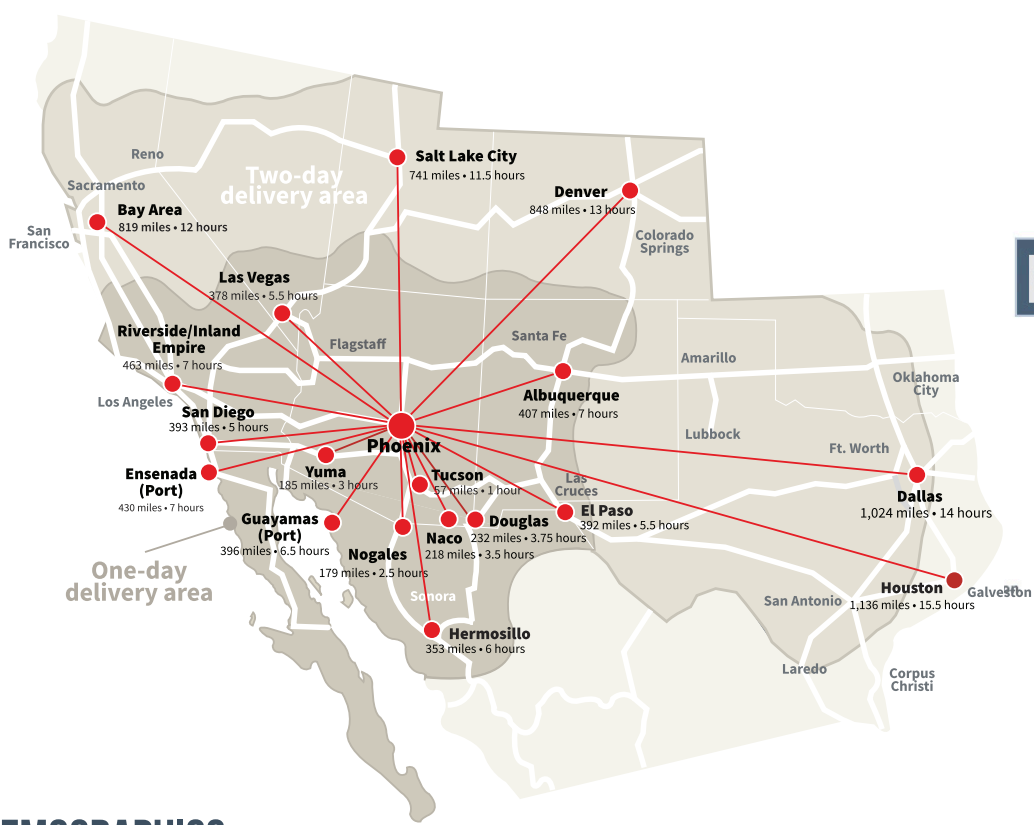 Reno
Salt Lake City
741 miles • 11.5 hours
Two-day
delivery area
Sacramento
Denver
848 miles • 13 hours
Bay Area
819 miles • 12 hours
San
Francisco
Colorado
Springs
Las Vegas
378 miles • 5.5 hours
Riverside/Inland
Empire
463 miles • 7 hours
Flagstaff
Santa Fe
Amarillo
Oklahoma
City
Los Angeles
Albuquerque
407 miles • 7 hours
San Diego
393 miles • 5 hours
Phoenix
Lubbock
Ft. Worth
Ensenada
(Port)
430 miles • 7 hours
Yuma
185 miles • 3 hours
Tucson
57 miles • 1 hour
Las
Cruces
Dallas
1,024 miles • 14 hours
Guayamas
(Port)
396 miles • 6.5 hours
Nogales
179 miles • 2.5 hours
Naco
218 miles • 3.5 hours
Douglas
232 miles • 3.75 hours
El Paso
392 miles • 5.5 hours
One-day
delivery area
Sonora
Houston
1,136 miles • 15.5 hours
Galveston
San Antonio
Hermosillo
353 miles • 6 hours
Laredo
Corpus
Christi